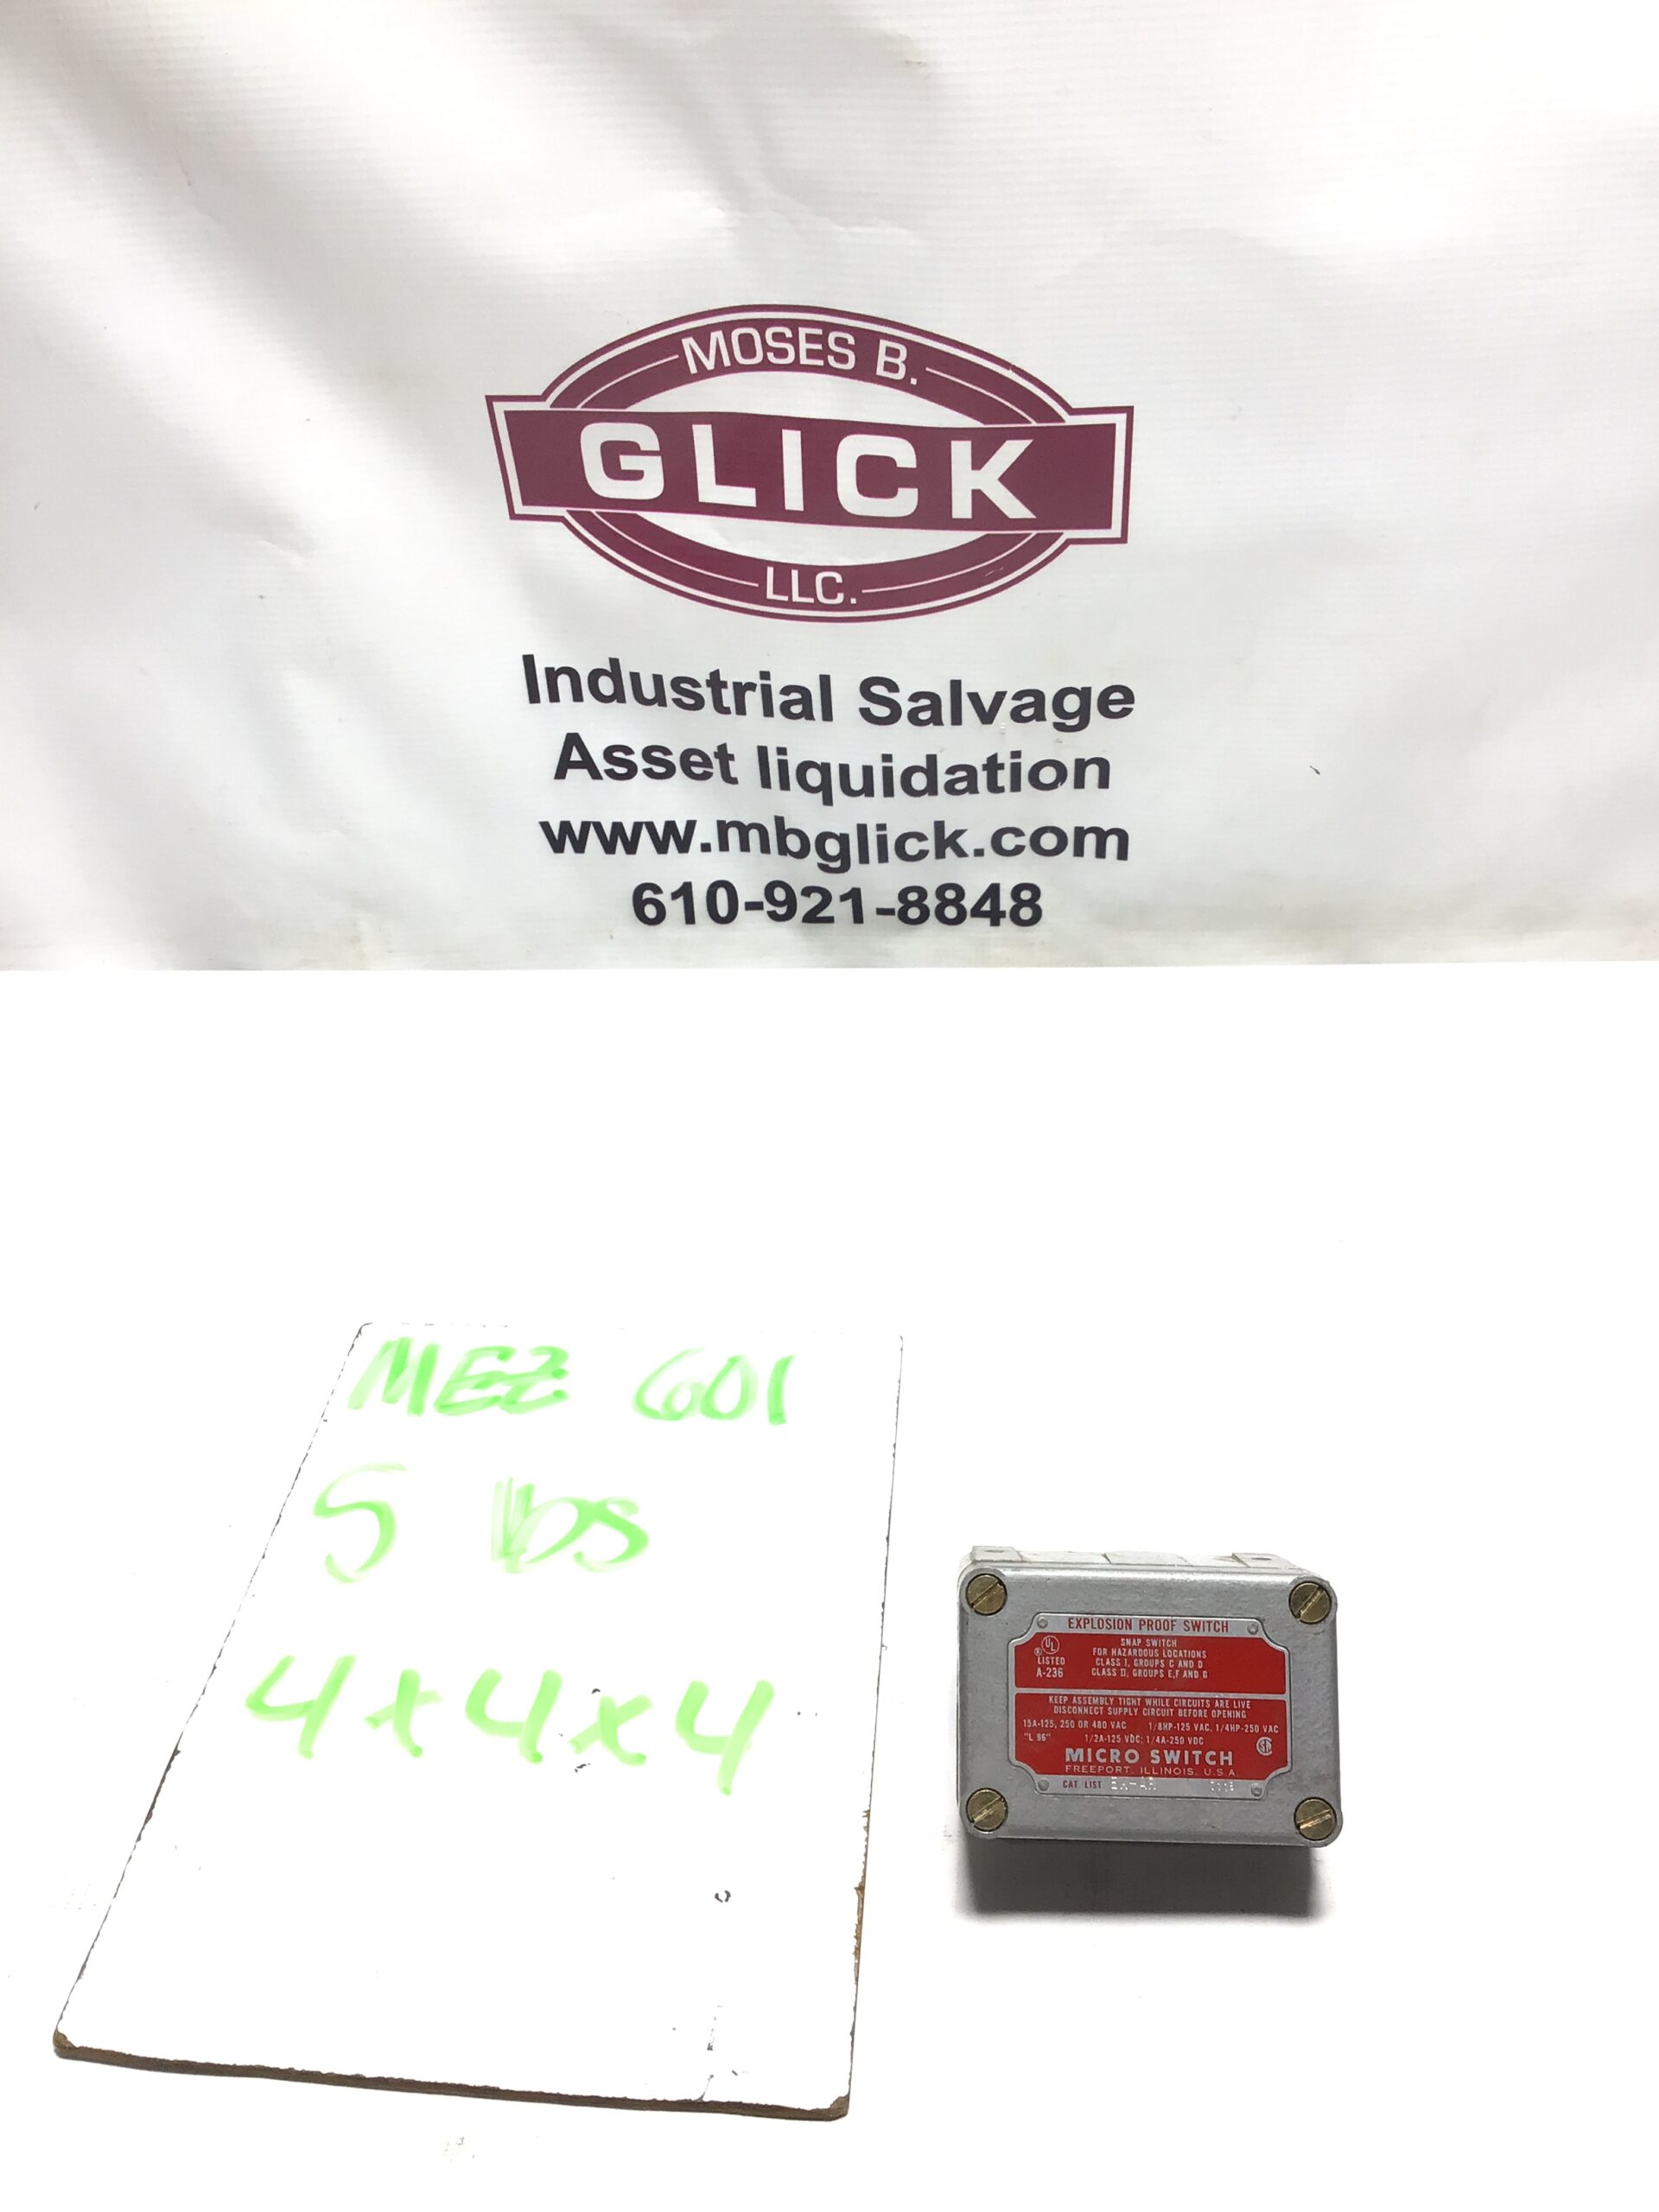 MOSES B.
GLICK
LLC.
Industrial Salvage
Asset liquidation
www.mbglick.com
610-921-8848
MEZ 601
5 lbs
4x4x4
EXPLOSION PROOF SWITCH
SNAP SWITCH
FOR HAZARDOUS LOCATIONS
CLASS I, GROUPS C AND D
CLASS II, GROUPS E,F AND G
UL
LISTED
A-236
KEEP ASSEMBLY TIGHT WHILE CIRCUITS ARE LIVE
DISCONNECT SUPPLY CIRCUIT BEFORE OPENING
15A-125, 250 OR 480 VAC 1/8HP-125 VAC, 1/4HP-250 VAC
"L 96" 1/2A-125 VDC; 1/4A-250 VDC
MICRO SWITCH
FREEPORT, ILLINOIS, U.S.A
CAT. LIST EX-AR